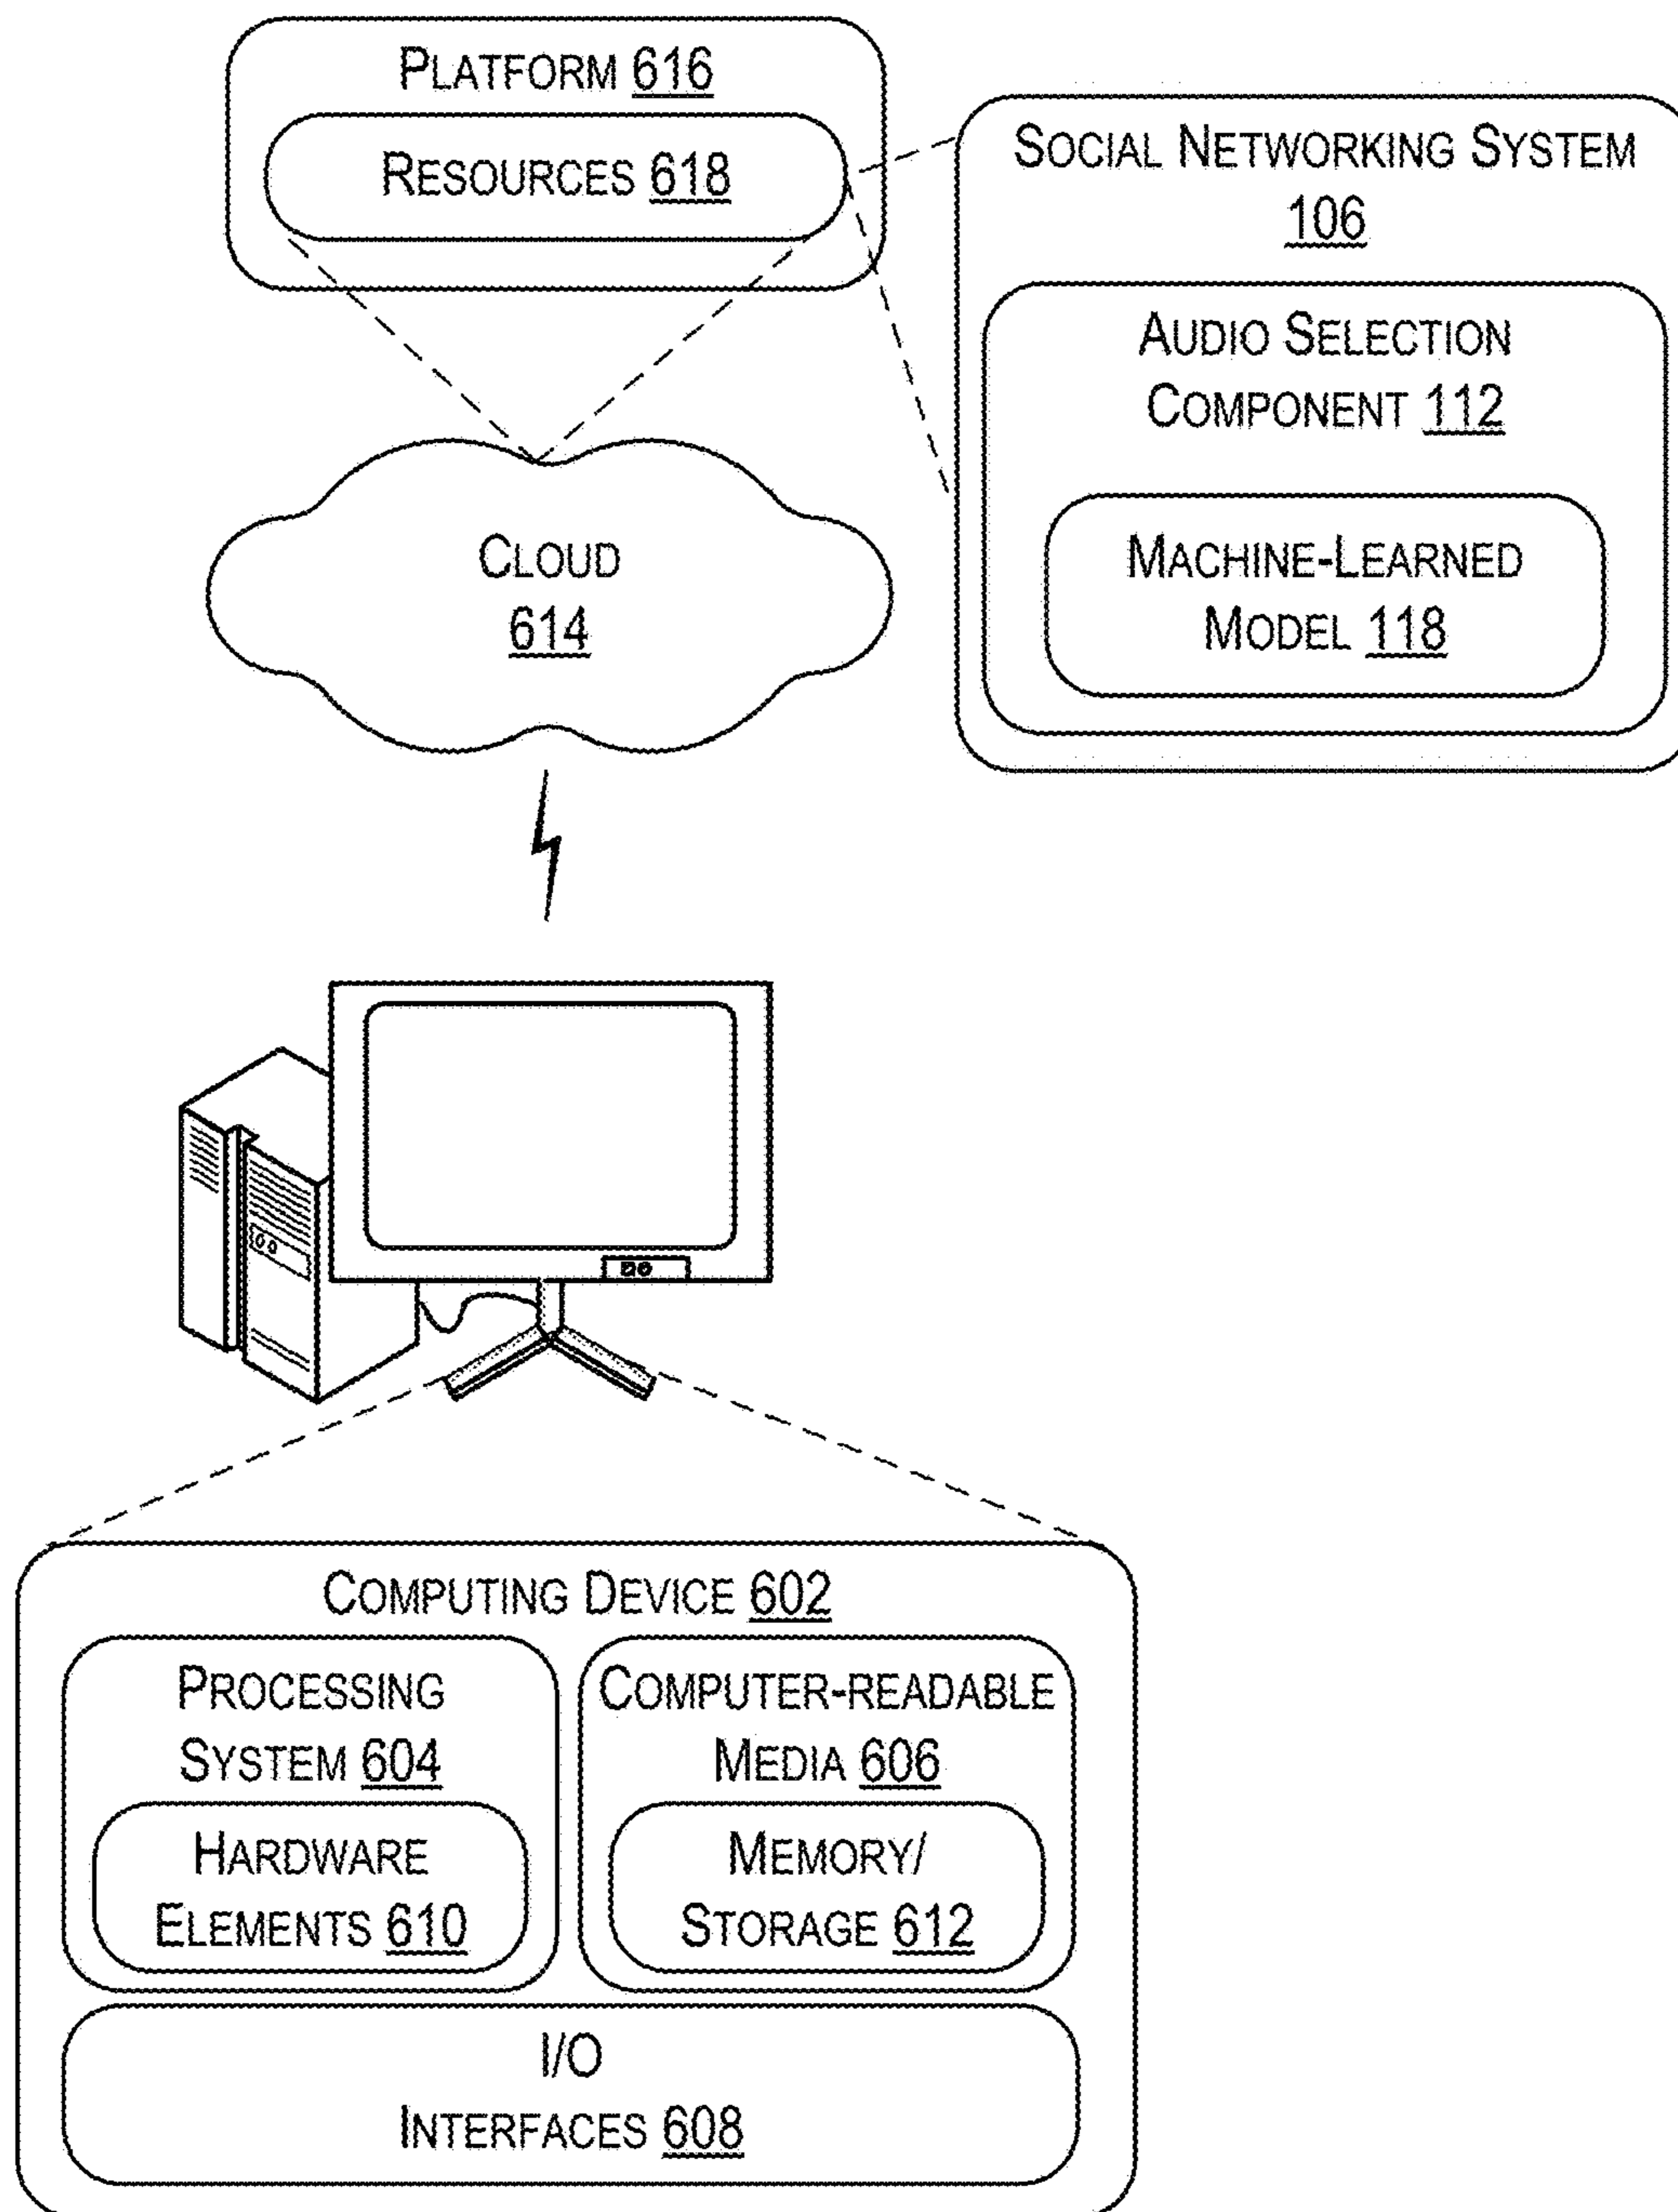 PLATFORM 616
RESOURCES 618
SOCIAL NETWORKING SYSTEM
106
AUDIO SELECTION
COMPONENT 112
MACHINE-LEARNED
MODEL 118
CLOUD
614
COMPUTING DEVICE 602
PROCESSING
SYSTEM 604
HARDWARE
ELEMENTS 610
COMPUTER-READABLE
MEDIA 606
MEMORY/
STORAGE 612
I/O
INTERFACES 608